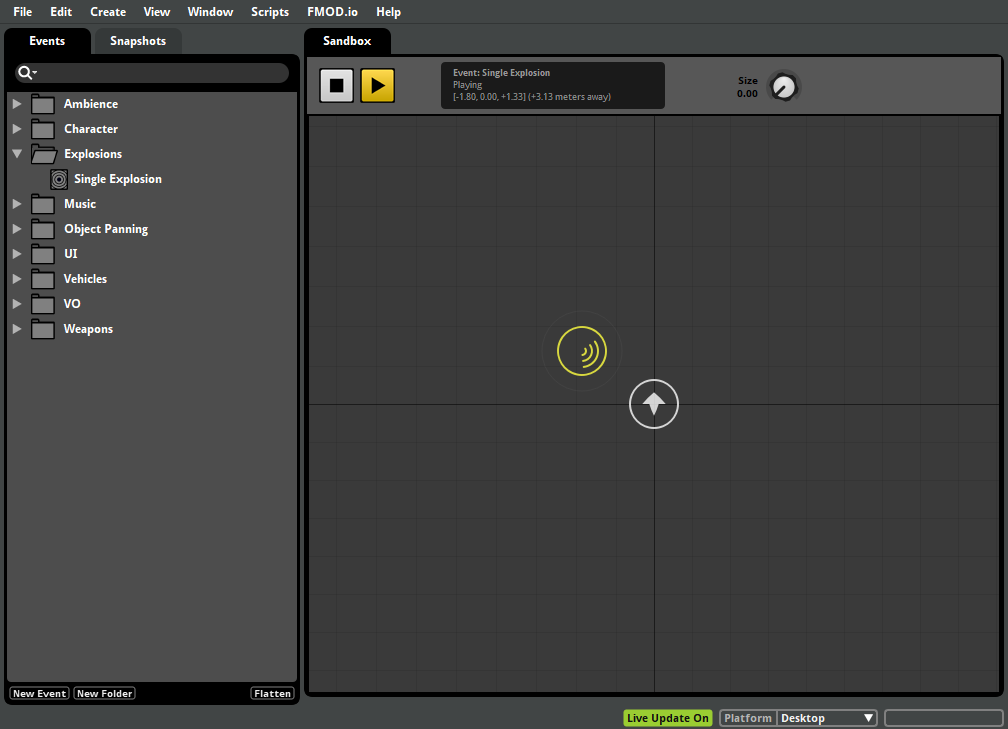 File Edit Create View Window Scripts FMOD.io Help
Events Snapshots
Sandbox
Event: Single Explosion
Playing
[-1.80, 0.00, +1.33] (+3.13 meters away)
Size
0.00
Ambience
Character
Explosions
Single Explosion
Music
Object Panning
UI
Vehicles
VO
Weapons
New Event New Folder Flatten
Live Update On Platform Desktop